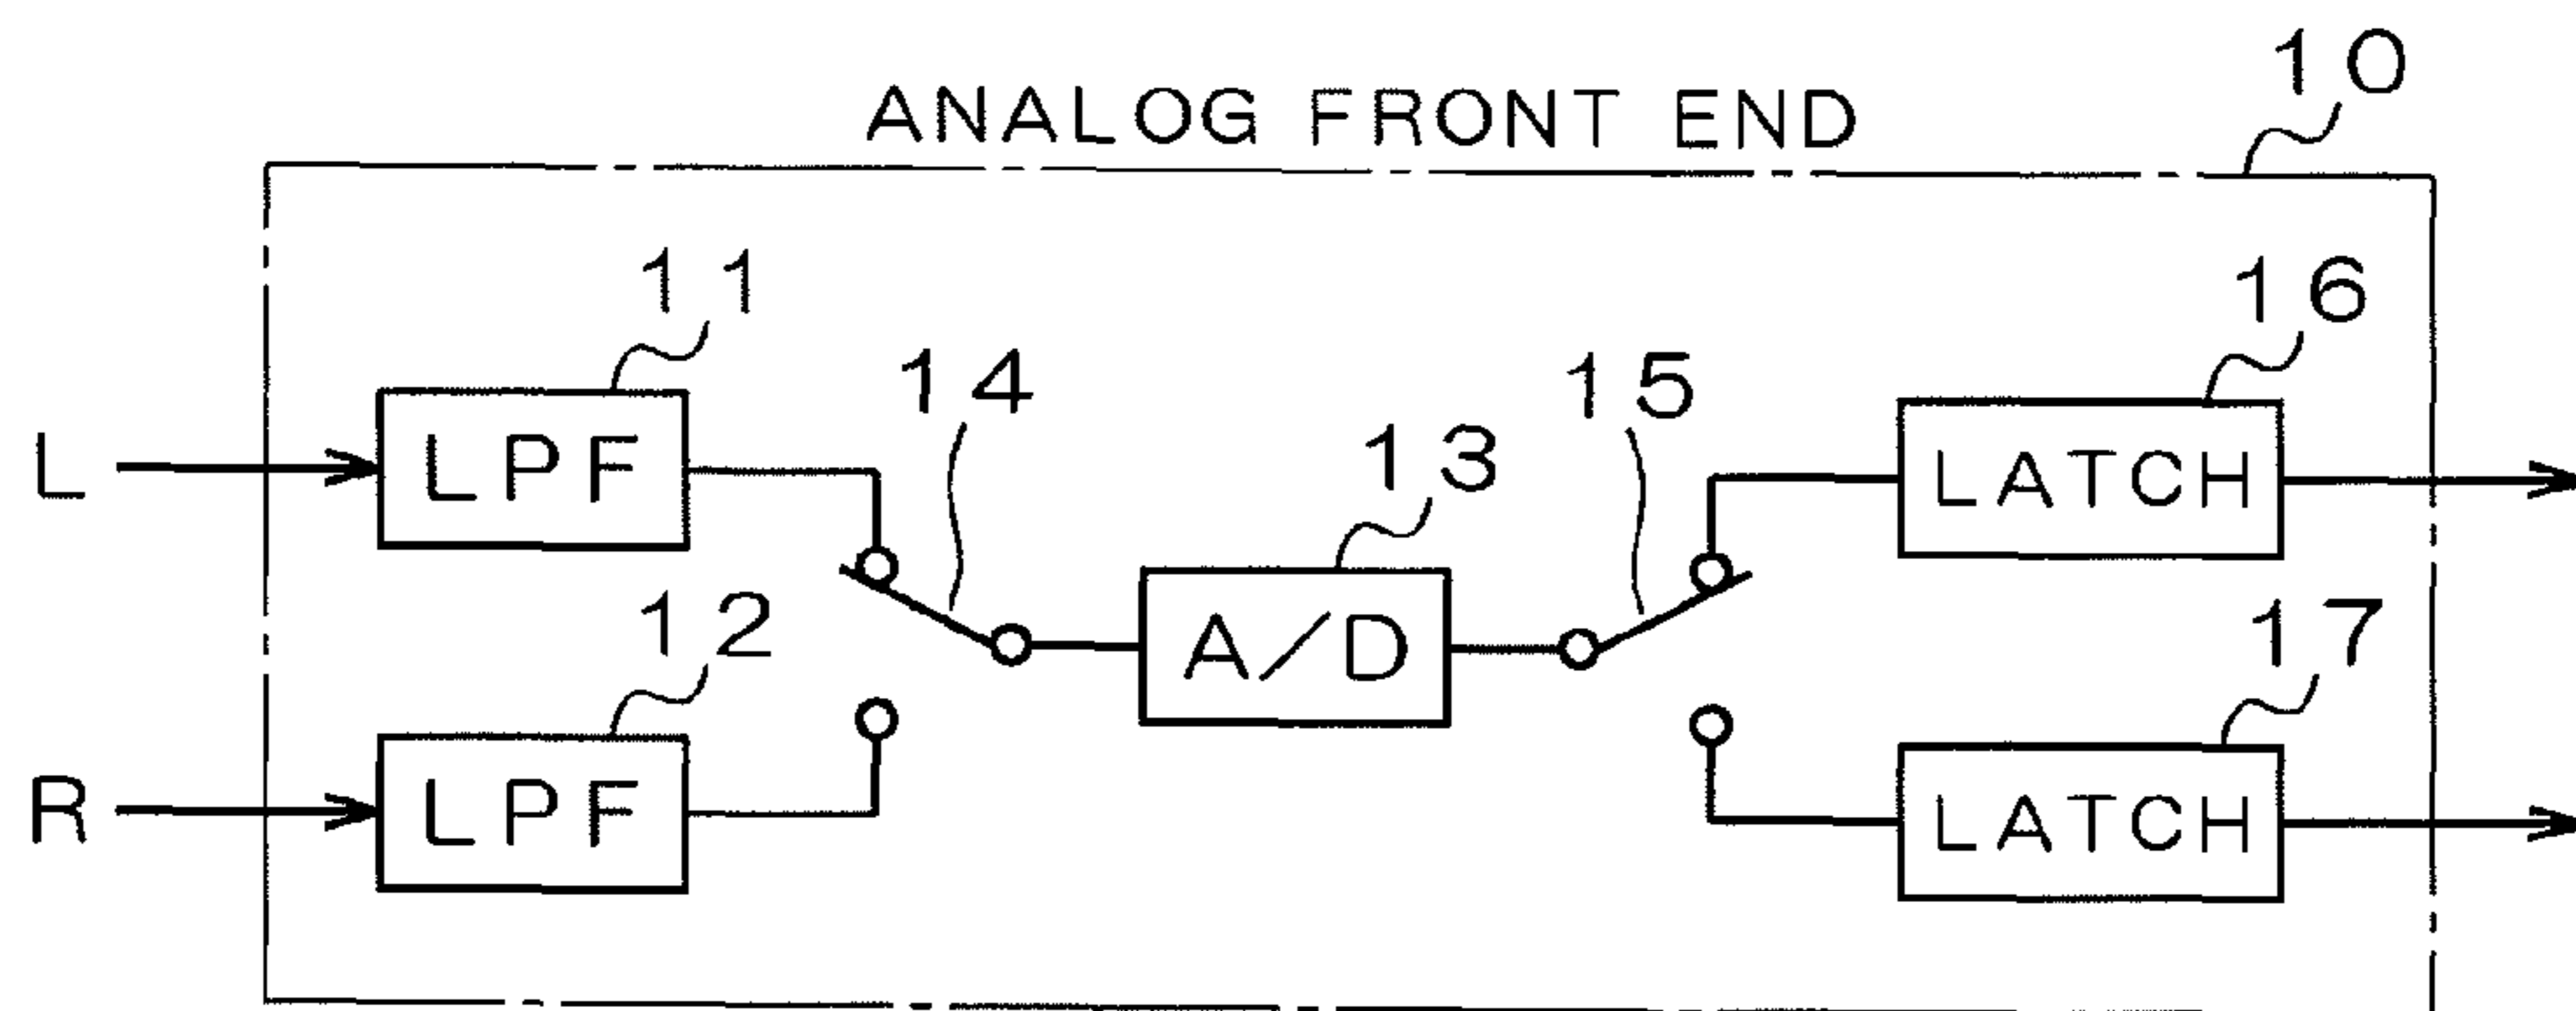 10
ANALOG FRONT END
11
16
14
15
L
LPF
13
LATCH
12
A/D
17
R
LPF
LATCH